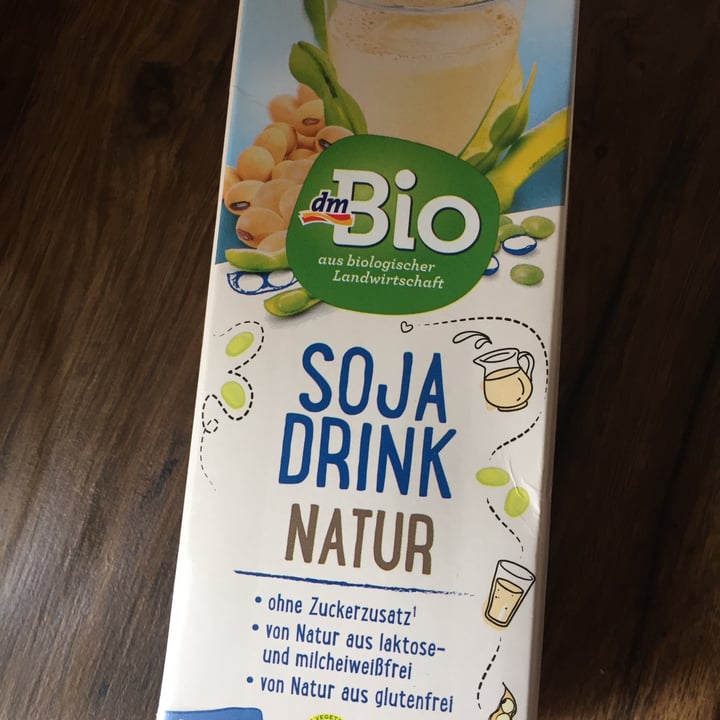 dm
Bio
aus biologischer
Landwirtschaft
SOJA
DRINK
NATUR
• ohne Zuckerzusatz¹
• von Natur aus laktose-
und milcheiweißfrei
• von Natur aus glutenfrei